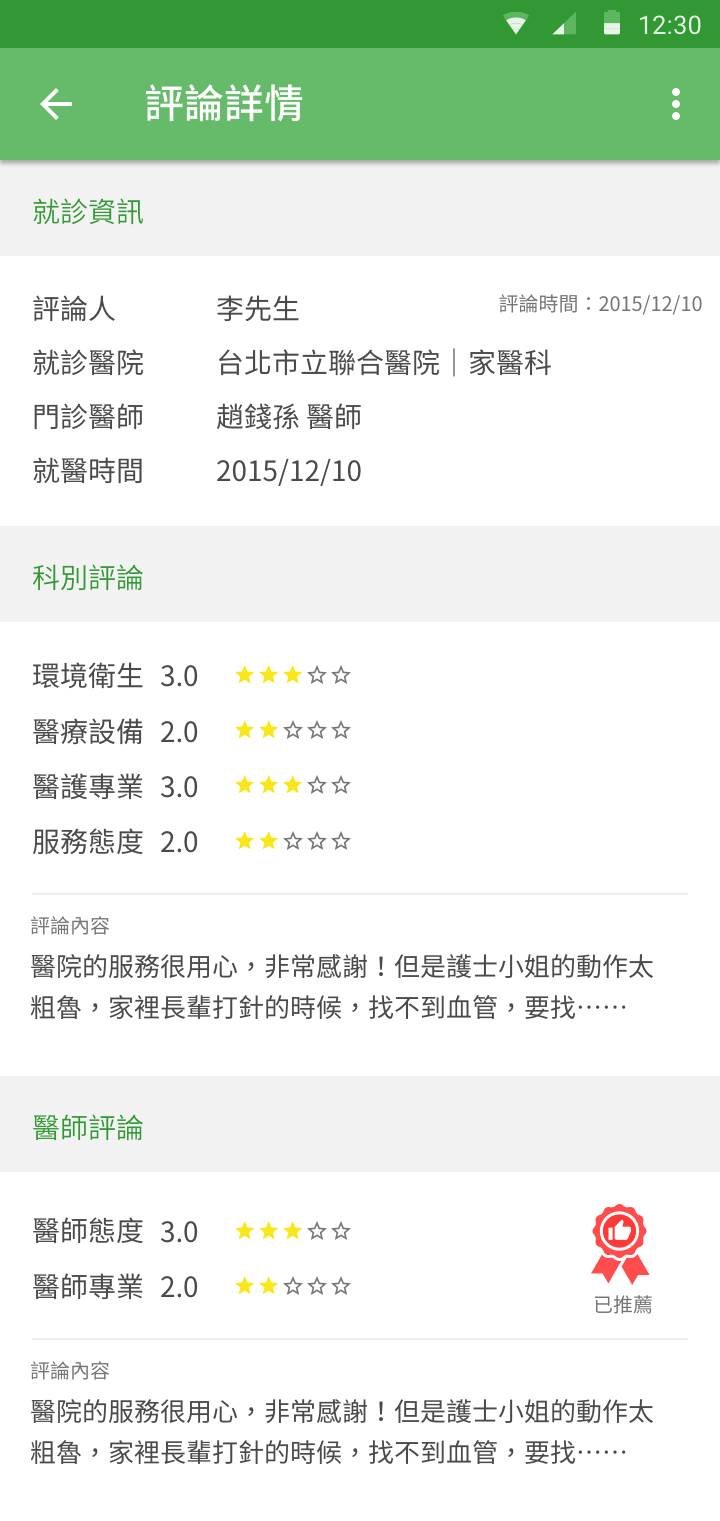 12:30
評論詳情
就診資訊
評論人 李先生 評論時間：2015/12/10
就診醫院 台北市立聯合醫院｜家醫科
門診醫師 趙錢孫 醫師
就醫時間 2015/12/10
科別評論
環境衛生 3.0
醫療設備 2.0
醫護專業 3.0
服務態度 2.0
評論內容
醫院的服務很用心，非常感謝！但是護士小姐的動作太
粗魯，家裡長輩打針的時候，找不到血管，要找⋯⋯
醫師評論
醫師態度 3.0
醫師專業 2.0
已推薦
評論內容
醫院的服務很用心，非常感謝！但是護士小姐的動作太
粗魯，家裡長輩打針的時候，找不到血管，要找⋯⋯